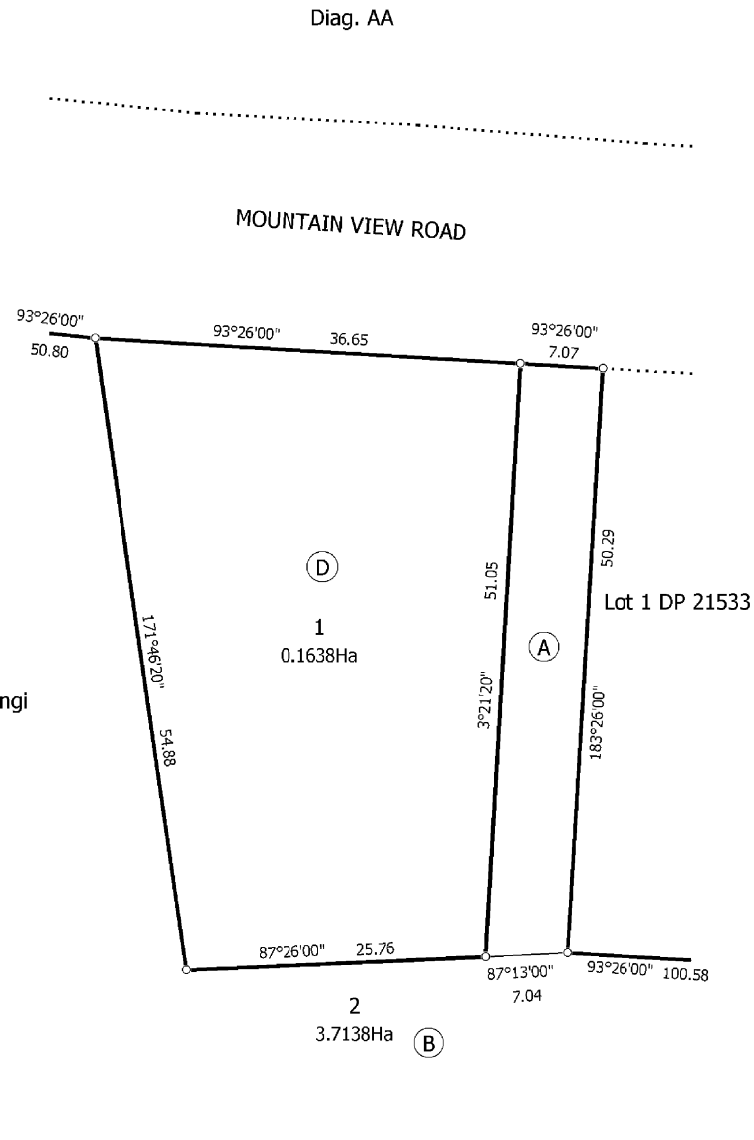 Diag. AA
MOUNTAIN VIEW ROAD
93°26'00"
50.80
93°26'00" 36.65
93°26'00"
7.07
50.29
51.05
D
Lot 1 DP 21533
1
0.1638Ha
A
171°46'20"
54.88
3°21'20"
183°26'00"
ngi
87°26'00" 25.76
87°13'00"
7.04
93°26'00" 100.58
2
3.7138Ha
B